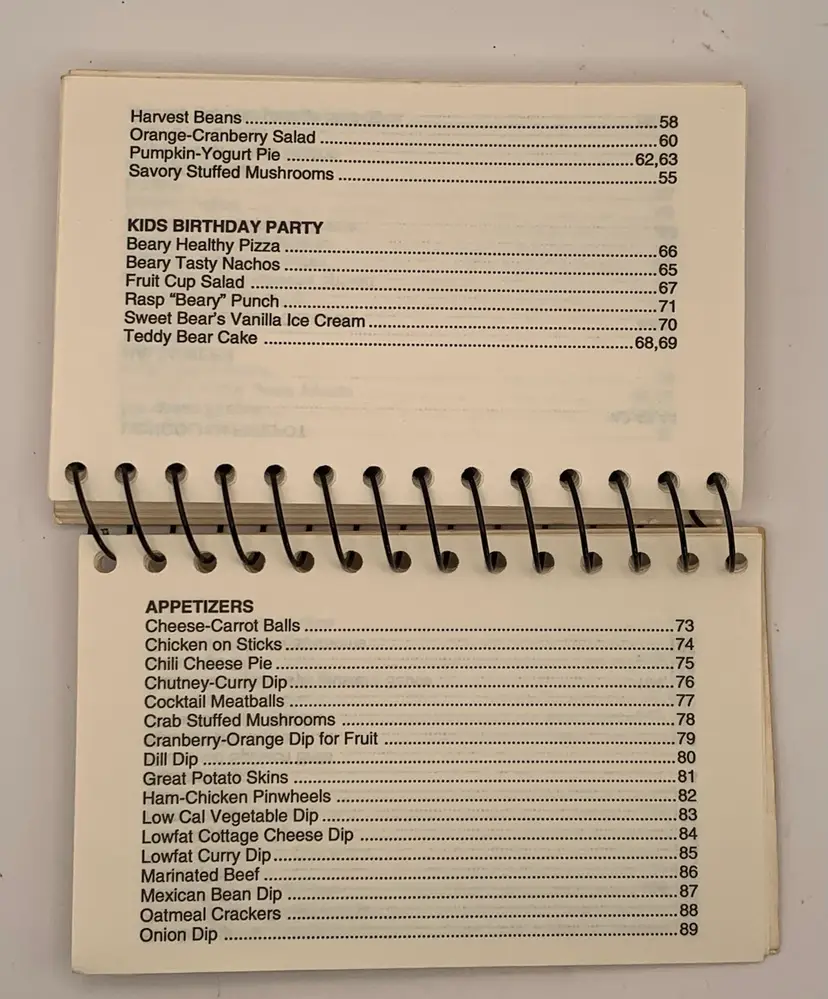 Harvest Beans ..... 58
Orange-Cranberry Salad ..... 60
Pumpkin-Yogurt Pie ..... 62,63
Savory Stuffed Mushrooms ..... 55
KIDS BIRTHDAY PARTY
Beary Healthy Pizza ..... 66
Beary Tasty Nachos ..... 65
Fruit Cup Salad ..... 67
Rasp “Beary” Punch ..... 71
Sweet Bear's Vanilla Ice Cream ..... 70
Teddy Bear Cake ..... 68,69
APPETIZERS
Cheese-Carrot Balls ..... 73
Chicken on Sticks ..... 74
Chili Cheese Pie ..... 75
Chutney-Curry Dip ..... 76
Cocktail Meatballs ..... 77
Crab Stuffed Mushrooms ..... 78
Cranberry-Orange Dip for Fruit ..... 79
Dill Dip ..... 80
Great Potato Skins ..... 81
Ham-Chicken Pinwheels ..... 82
Low Cal Vegetable Dip ..... 83
Lowfat Cottage Cheese Dip ..... 84
Lowfat Curry Dip ..... 85
Marinated Beef ..... 86
Mexican Bean Dip ..... 87
Oatmeal Crackers ..... 88
Onion Dip ..... 89